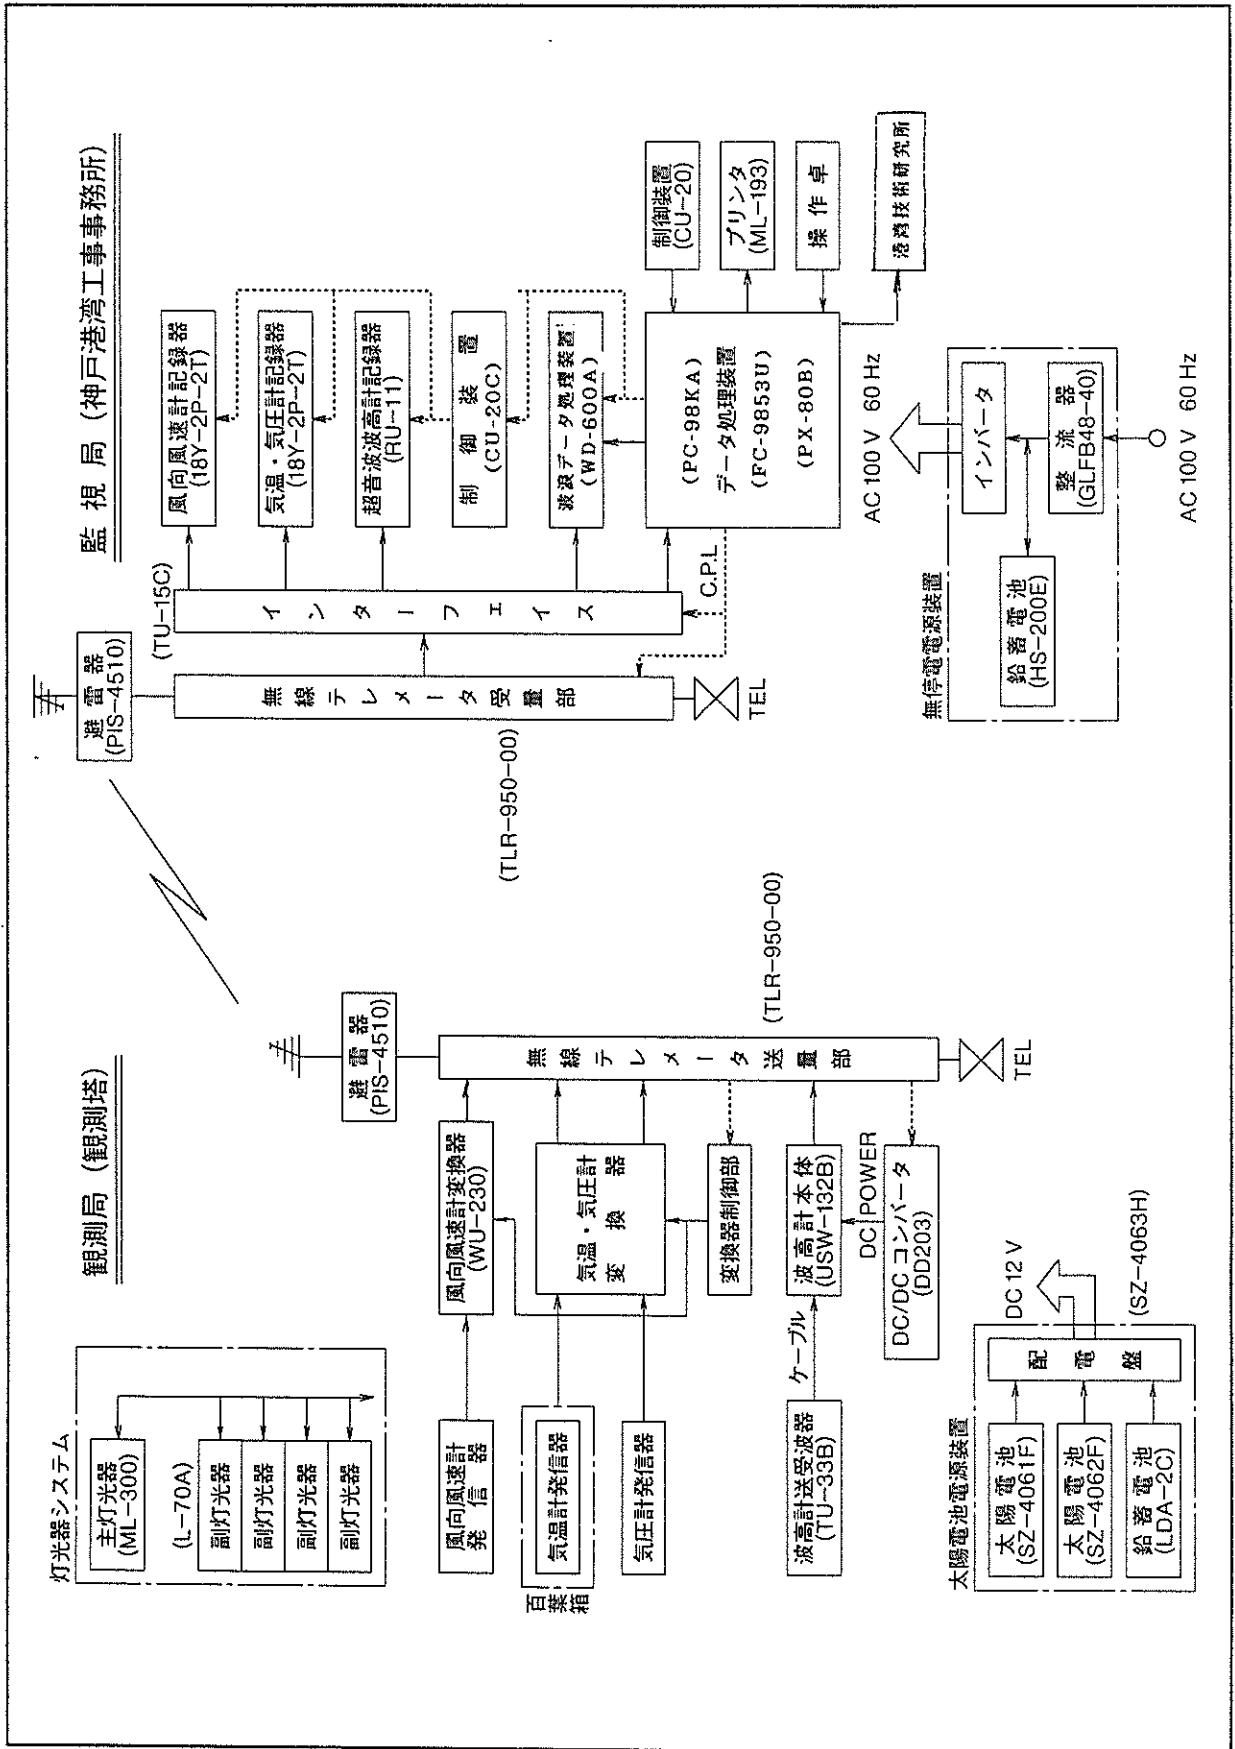 観測局 (観測塔)
灯光器システム
主灯光器
(ML-300)
(L-70A)
副灯光器
副灯光器
副灯光器
副灯光器
避雷器
(PIS-4510)
風向風速計
発信器
風向風速計変換器
(WU-230)
百葉箱
気温計発信器
気圧計発信器
気温・気圧計
変換器
変換器制御部
波高計送受波器
(TU-33B)
ケーブル
波高計本体
(USW-132B)
DC POWER
DC/DCコンバータ
(DD203)
無線テレメータ送量部
(TLR-950-00)
TEL
太陽電池電源装置
太陽電池
(SZ-4061F)
太陽電池
(SZ-4062F)
鉛蓄電池
(LDA-2C)
配電盤
DC 12 V
(SZ-4063H)
監視局 (神戸港湾工事事務所)
避雷器
(PIS-4510)
無線テレメータ受量部
(TLR-950-00)
TEL
(TU-15C)
インターフェイス
風向風速計記録器
(18Y-2P-2T)
気温・気圧計記録器
(18Y-2P-2T)
超音波波高計記録器
(RU-11)
制御装置
(CU-20C)
波浪データ処理装置
(WD-600A)
C.P.L
(PC-98KA)
データ処理装置
(FC-9853U)
(PX-80B)
制御装置
(CU-20)
プリンタ
(ML-193)
操作卓
港湾技術研究所
無停電電源装置
AC 100 V 60 Hz
インバータ
鉛蓄電池
(HS-200E)
整流器
(GLFB48-40)
AC 100 V 60 Hz